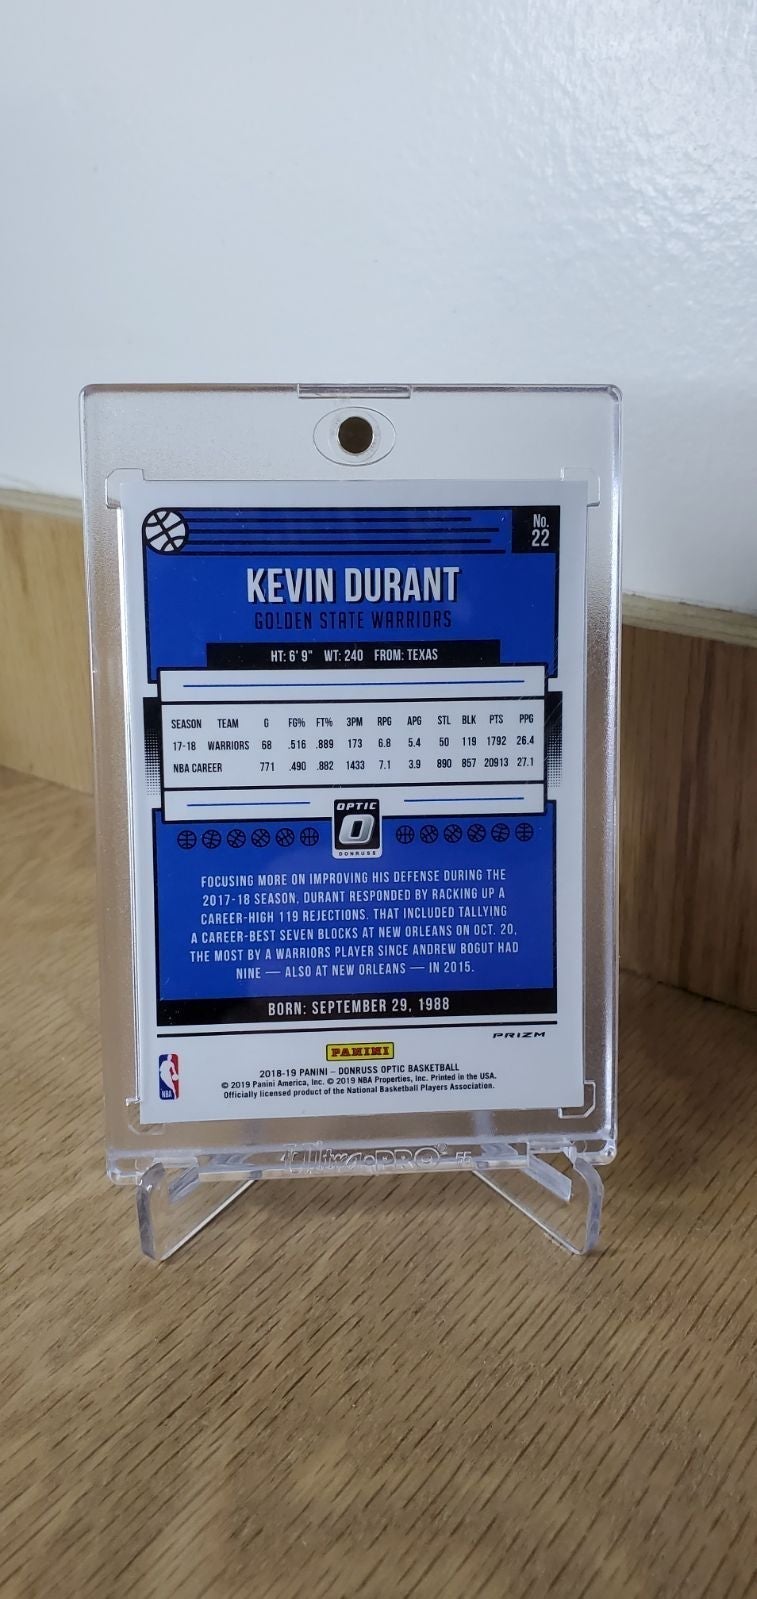 No.
22
KEVIN DURANT
GOLDEN STATE WARRIORS
HT: 6' 9" WT: 240 FROM: TEXAS
SEASON TEAM G FG% FT% 3PM RPG APG STL BLK PTS PPG
17-18 WARRIORS 68 .516 .889 173 6.8 5.4 50 119 1792 26.4
NBA CAREER 771 .490 .882 1433 7.1 3.9 890 857 20913 27.1
OPTIC
O
DONRUSS
FOCUSING MORE ON IMPROVING HIS DEFENSE DURING THE
2017-18 SEASON, DURANT RESPONDED BY RACKING UP A
CAREER-HIGH 119 REJECTIONS. THAT INCLUDED TALLYING
A CAREER-BEST SEVEN BLOCKS AT NEW ORLEANS ON OCT. 20,
THE MOST BY A WARRIORS PLAYER SINCE ANDREW BOGUT HAD
NINE — ALSO AT NEW ORLEANS — IN 2015.
BORN: SEPTEMBER 29, 1988
PRIZM
PANINI
NBA
2018-19 PANINI – DONRUSS OPTIC BASKETBALL
© 2019 Panini America, Inc. © 2019 NBA Properties, Inc. Printed in the USA.
Officially licensed product of the National Basketball Players Association.
Ultra•PRO® 55